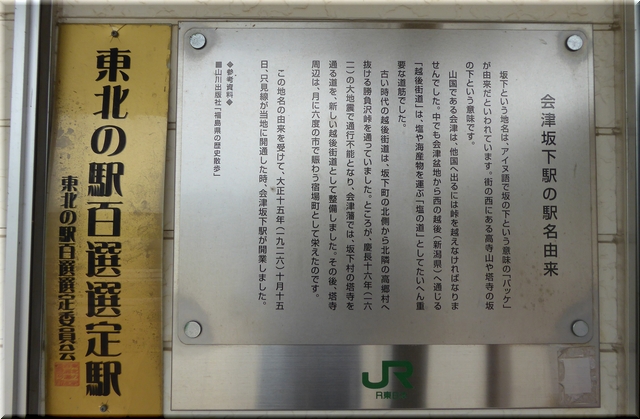 会津坂下駅の駅名由来
坂下という地名は、アイヌ語で坂の下という意味の「バッケ」
が由来だといわれています。街の西にある高寺山や塔寺の坂
の下という意味です。
山国である会津は、他国へ出るには峠を越えなければなりま
せんでした。中でも会津盆地から西の越後（新潟県）へ通じる
「越後街道」は、塩や海産物を運ぶ「塩の道」としてたいへん重
要な道筋でした。
古い時代の越後街道は、坂下町の北側から北隣の高郷村へ
抜ける勝負沢峠を通っていました。ところが、慶長十六年（一六
一一）の大地震で通行不能となり、会津藩では、坂下村の塔寺を
通る道を、新しい越後街道として整備しました。その後、塔寺
周辺は、月に六度の市で賑わう宿場町として栄えたのです。
この地名の由来を受けて、大正十五年（一九二六）十月十五
日、只見線が当地に開通した時、会津坂下駅が開業しました。
◆参考資料◆
■山川出版社「福島県の歴史散歩」
東北の駅百選選定駅
東北の駅百選選定委員会
JR
JR東日本